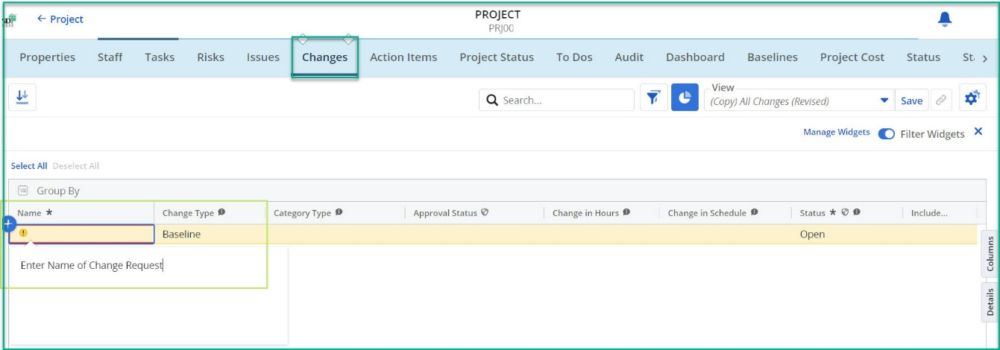 ← Project
PROJECT
PRJ00
Properties Staff Tasks Risks Issues Changes Action Items Project Status To Dos Audit Dashboard Baselines Project Cost Status
Search... View
(Copy) All Changes (Revised) Save
Manage Widgets Filter Widgets
Select All Deselect All
Group By
Name * Change Type Category Type Approval Status Change in Hours Change in Schedule Status * Include...
Baseline Open
Enter Name of Change Request
Columns
Details